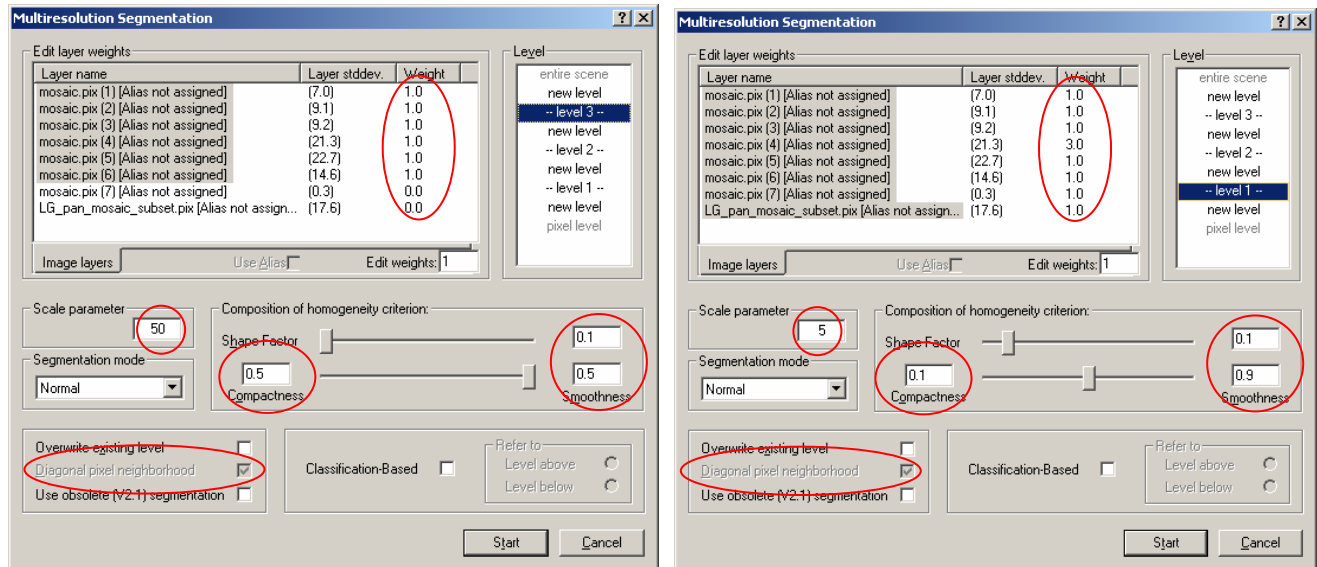 Multiresolution Segmentation
Edit layer weights
Layer name Layer stddev. Weight
mosaic.pix (1) [Alias not assigned] (7.0) 1.0
mosaic.pix (2) [Alias not assigned] (9.1) 1.0
mosaic.pix (3) [Alias not assigned] (9.2) 1.0
mosaic.pix (4) [Alias not assigned] (21.3) 1.0
mosaic.pix (5) [Alias not assigned] (22.7) 1.0
mosaic.pix (6) [Alias not assigned] (14.6) 1.0
mosaic.pix (7) [Alias not assigned] (0.3) 0.0
LG_pan_mosaic_subset.pix [Alias not assign... (17.6) 0.0
Image layers Use Alias Edit weights: 1
Level
entire scene
new level
-- level 3 --
new level
-- level 2 --
new level
-- level 1 --
new level
pixel level
Scale parameter
50
Segmentation mode
Normal
Composition of homogeneity criterion:
Shape Factor 0.1
0.5 0.5
Compactness Smoothness
Overwrite existing level
Diagonal pixel neighborhood
Use obsolete (V2.1) segmentation
Classification-Based
Refer to
Level above
Level below
Start Cancel
Multiresolution Segmentation
Edit layer weights
Layer name Layer stddev. Weight
mosaic.pix (1) [Alias not assigned] (7.0) 1.0
mosaic.pix (2) [Alias not assigned] (9.1) 1.0
mosaic.pix (3) [Alias not assigned] (9.2) 1.0
mosaic.pix (4) [Alias not assigned] (21.3) 3.0
mosaic.pix (5) [Alias not assigned] (22.7) 1.0
mosaic.pix (6) [Alias not assigned] (14.6) 1.0
mosaic.pix (7) [Alias not assigned] (0.3) 1.0
LG_pan_mosaic_subset.pix [Alias not assign... (17.6) 1.0
Image layers Use Alias Edit weights: 1
Level
entire scene
new level
-- level 3 --
new level
-- level 2 --
new level
-- level 1 --
new level
pixel level
Scale parameter
5
Segmentation mode
Normal
Composition of homogeneity criterion:
Shape Factor 0.1
0.1 0.9
Compactness Smoothness
Overwrite existing level
Diagonal pixel neighborhood
Use obsolete (V2.1) segmentation
Classification-Based
Refer to
Level above
Level below
Start Cancel